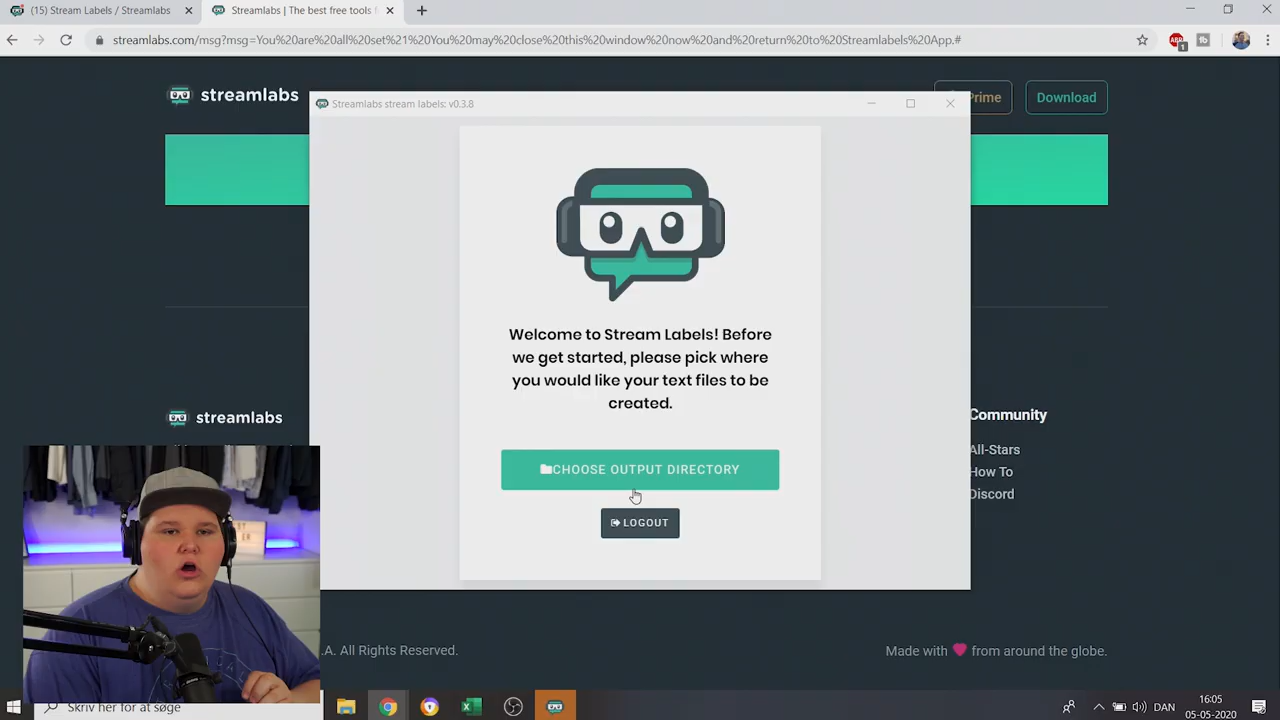 (15) Stream Labels / Streamlabs
Streamlabs | The best free tools f
streamlabs.com/msg?msg=You%20are%20all%20set%21%20You%20may%20close%20this%20window%20now%20and%20return%20to%20Streamlabels%20App.#
ABP
1
streamlabs
Prime
Download
Streamlabs stream labels: v0.3.8
Welcome to Stream Labels! Before
we get started, please pick where
you would like your text files to be
created.
CHOOSE OUTPUT DIRECTORY
LOGOUT
streamlabs
Community
All-Stars
How To
Discord
.A. All Rights Reserved.
Made with
from around the globe.
Skriv her for at søge
DAN
16:05
05-05-2020